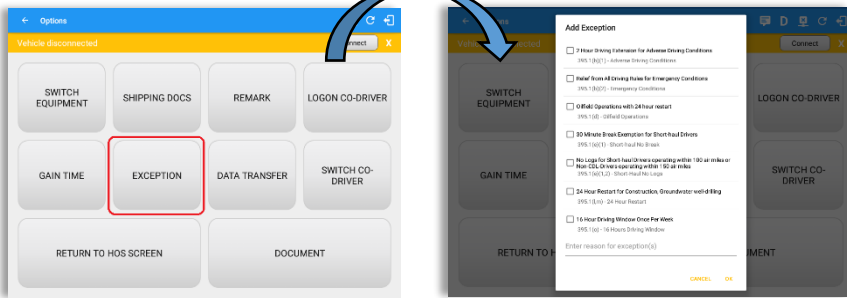 Options
Vehicle disconnected
Connect X
SWITCH
EQUIPMENT
SHIPPING DOCS
REMARK
LOGON CO-DRIVER
GAIN TIME
EXCEPTION
DATA TRANSFER
SWITCH CO-
DRIVER
RETURN TO HOS SCREEN
DOCUMENT
D
Connect X
SWITCH
EQUIPMENT
LOGON CO-DRIVER
GAIN TIME
SWITCH CO-
DRIVER
RETURN TO H
MENT
Add Exception
2 Hour Driving Extension for Adverse Driving Conditions
395.1(b)(1) - Adverse Driving Conditions
Relief from All Driving Rules for Emergency Conditions
395.1(b)(2) - Emergency Conditions
Oilfield Operations with 24 hour restart
395.1(d) - Oilfield Operations
30 Minute Break Exemption for Short-haul Drivers
395.1(e)(1) - Short-haul No Break
No Logs for Short-haul Drivers operating within 100 air miles or
Non-CDL Drivers operating within 150 air miles
395.1(e)(1,2) - Short-Haul No Logs
24 Hour Restart for Construction, Groundwater well-drilling
395.1(l,m) - 24 Hour Restart
16 Hour Driving Window Once Per Week
395.1(o) - 16 Hours Driving Window
Enter reason for exception(s)
CANCEL OK